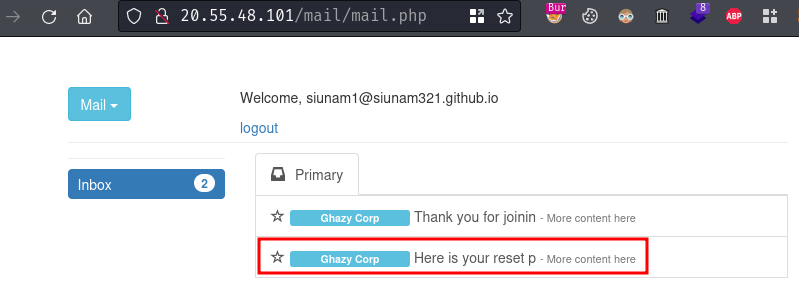 20.55.48.101/mail/mail.php
Bur
8
ABP
Mail
Welcome, siunam1@siunam321.github.io
logout
Inbox 2
Primary
Ghazy Corp Thank you for joinin - More content here
Ghazy Corp Here is your reset p - More content here